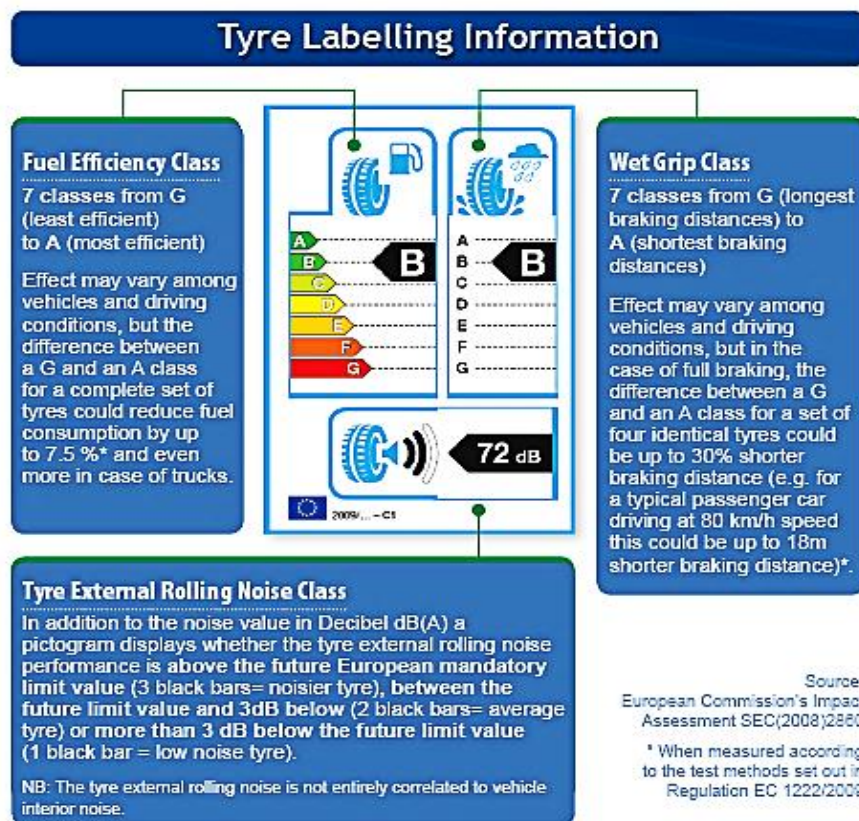 Tyre Labelling Information
Fuel Efficiency Class
7 classes from G
(least efficient)
to A (most efficient)
Effect may vary among
vehicles and driving
conditions, but the
difference between
a G and an A class
for a complete set of
tyres could reduce fuel
consumption by up
to 7.5 %* and even
more in case of trucks.
A
B
C
D
E
F
G
B
A
B
C
D
E
F
G
B
72 dB
2009/... - C1
Wet Grip Class
7 classes from G (longest
braking distances) to
A (shortest braking
distances)
Effect may vary among
vehicles and driving
conditions, but in the
case of full braking, the
difference between a G
and an A class for a set of
four identical tyres could
be up to 30% shorter
braking distance (e.g. for
a typical passenger car
driving at 80 km/h speed
this could be up to 18m
shorter braking distance)*.
Tyre External Rolling Noise Class
In addition to the noise value in Decibel dB(A) a
pictogram displays whether the tyre external rolling noise
performance is above the future European mandatory
limit value (3 black bars= noisier tyre), between the
future limit value and 3dB below (2 black bars= average
tyre) or more than 3 dB below the future limit value
(1 black bar = low noise tyre).
NB: The tyre external rolling noise is not entirely correlated to vehicle
interior noise.
Source
European Commission's Impac
Assessment SEC(2008)2860
* When measured according
to the test methods set out in
Regulation EC 1222/2009